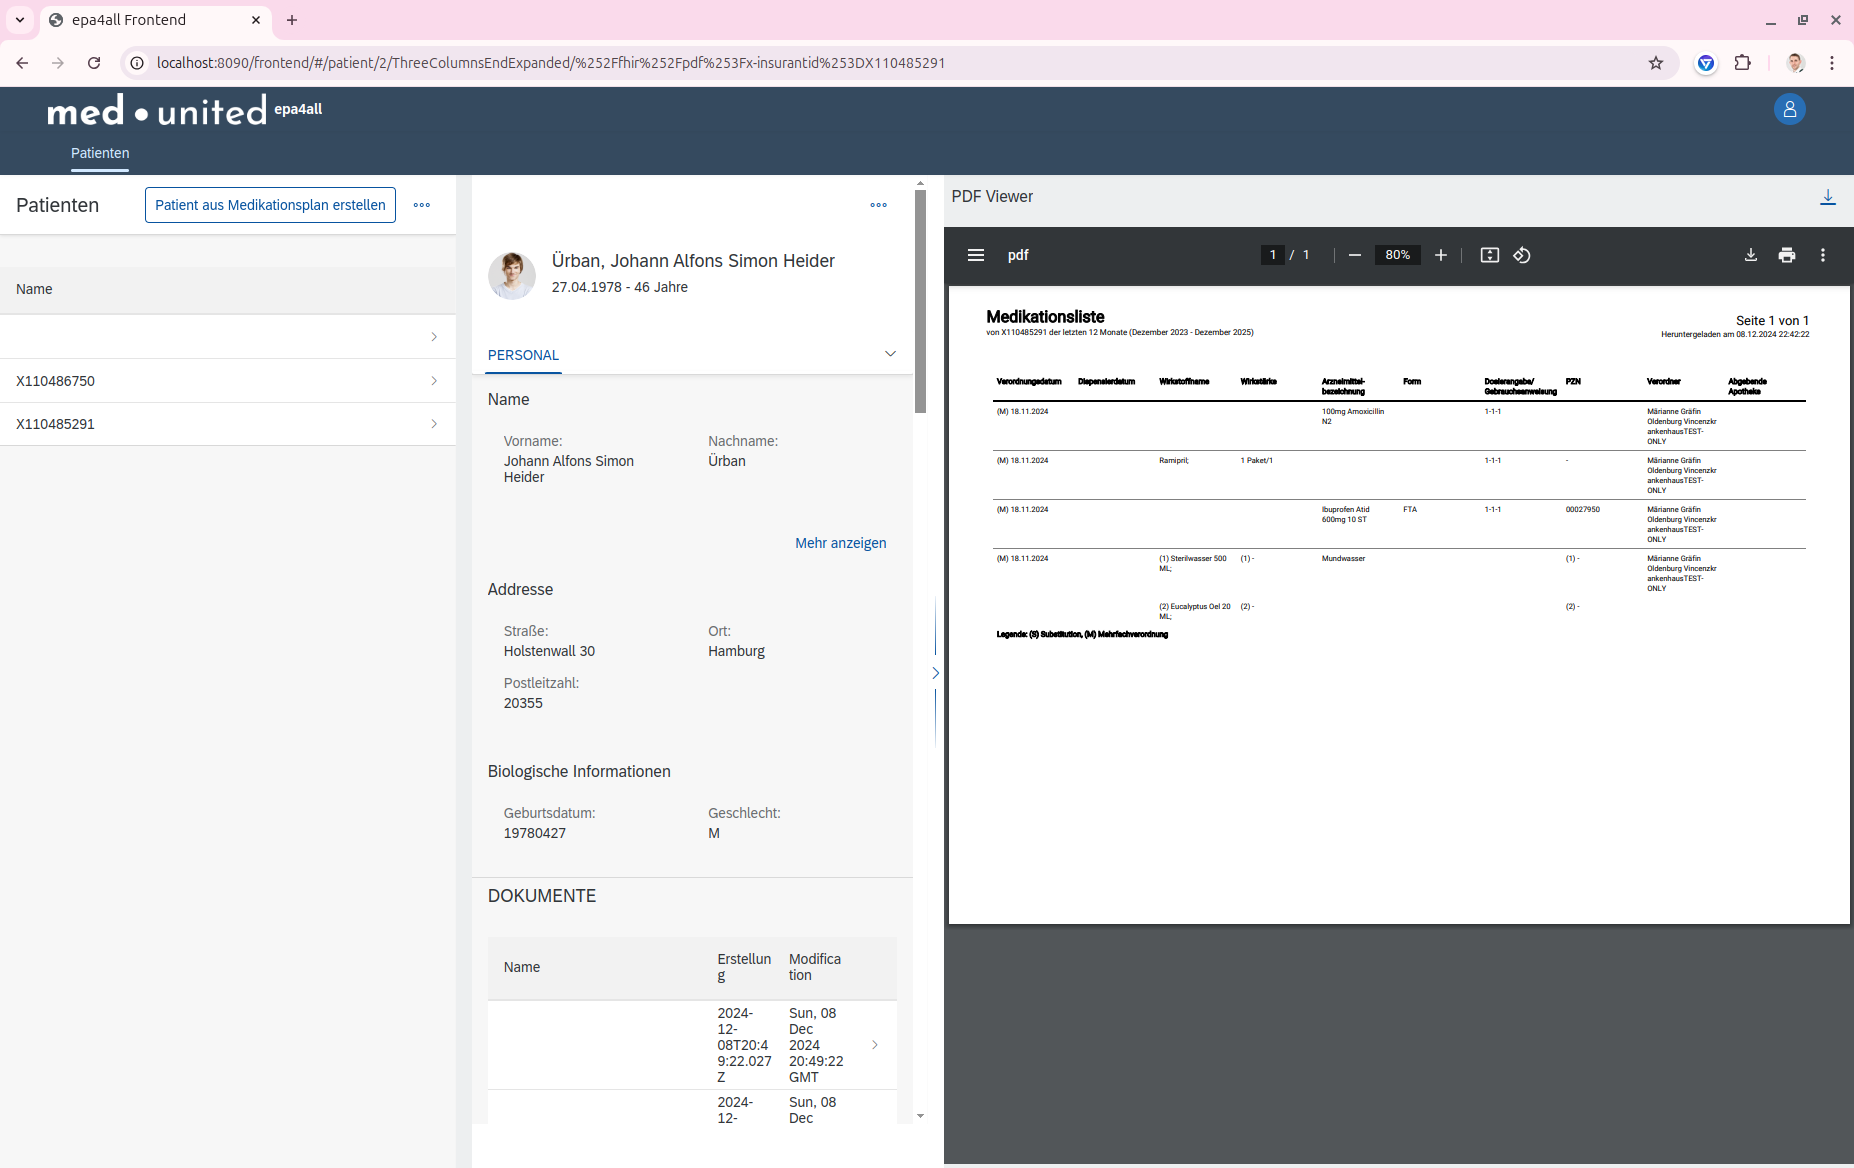 epa4all Frontend
localhost:8090/frontend/#/patient/2/ThreeColumnsEndExpanded/%252Ffhir%252Fpdf%253Fx-insurantid%253DX110485291
med • united epa4all
Patienten
Patienten
Patient aus Medikationsplan erstellen
Name
X110486750
X110485291
Ürban, Johann Alfons Simon Heider
27.04.1978 - 46 Jahre
PERSONAL
Name
Vorname: Nachname:
Johann Alfons Simon Ürban
Heider
Mehr anzeigen
Addresse
Straße: Ort:
Holstenwall 30 Hamburg
Postleitzahl:
20355
Biologische Informationen
Geburtsdatum: Geschlecht:
19780427 M
DOKUMENTE
Name Erstellun Modifica
g tion
2024- Sun, 08
12- Dec
08T20:4 2024
9:22.027 20:49:22
Z GMT
2024- Sun, 08
12- Dec
PDF Viewer
pdf 1 / 1 80%
Medikationsliste
von X110485291 der letzten 12 Monate (Dezember 2023 - Dezember 2025)
Seite 1 von 1
Heruntergeladen am 08.12.2024 22:42:22
Verordnungsdatum Dispensierdatum Wirkstoffname Wirkstärke Arzneimittel- Form Dosierangabe/ PZN Verordner Abgebende
bezeichnung Gebrauchsanweisung Apotheke
(M) 18.11.2024 100mg Amoxicillin 1-1-1 Märianne Gräfin
N2 Oldenburg Vincenzkr
ankenhausTEST-
ONLY
(M) 18.11.2024 Ramipril; 1 Paket/1 1-1-1 - Märianne Gräfin
Oldenburg Vincenzkr
ankenhausTEST-
ONLY
(M) 18.11.2024 Ibuprofen Atid FTA 1-1-1 00027950 Märianne Gräfin
600mg 10 ST Oldenburg Vincenzkr
ankenhausTEST-
ONLY
(M) 18.11.2024 (1) Sterilwasser 500 (1) - Mundwasser (1) - Märianne Gräfin
ML; Oldenburg Vincenzkr
ankenhausTEST-
ONLY
(2) Eucalyptus Oel 20 (2) - (2) -
ML;
Legende: (S) Substitution, (M) Mehrfachverordnung